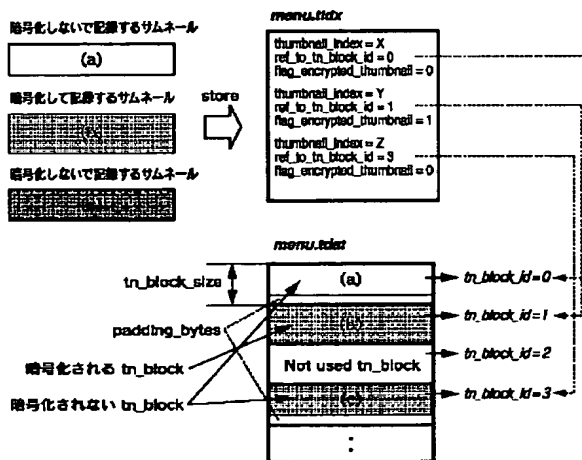 暗号化しないで記録するサムネール
(a)
暗号化して記録するサムネール
暗号化しないで記録するサムネール
store
menu.tidx
thumbnail_index = X
ref_to_tn_block_id = 0
flag_encrypted_thumbnail = 0
thumbnail_index = Y
ref_to_tn_block_id = 1
flag_encrypted_thumbnail = 1
thumbnail_index = Z
ref_to_tn_block_id = 3
flag_encrypted_thumbnail = 0
menu.tdat
tn_block_size
(a)
tn_block_id=0
padding_bytes
(b)
tn_block_id=1
暗号化される tn_block
Not used tn_block
tn_block_id=2
暗号化されない tn_block
(c)
tn_block_id=3